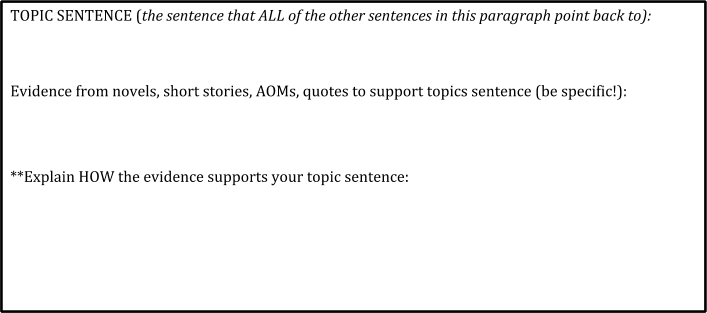 TOPIC SENTENCE (the sentence that ALL of the other sentences in this paragraph point back to):
Evidence from novels, short stories, AOMs, quotes to support topics sentence (be specific!):
**Explain HOW the evidence supports your topic sentence: